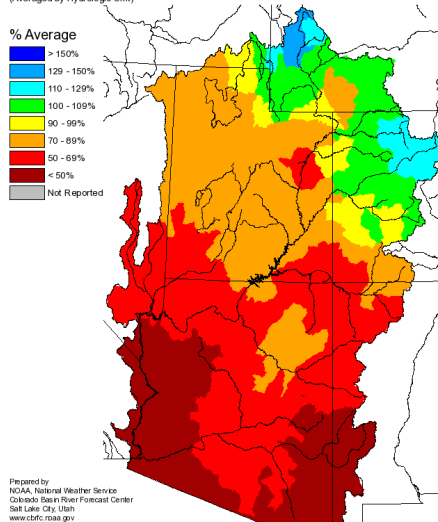 (Averaged by Hydrologic Unit)
% Average
> 150%
129 - 150%
110 - 129%
100 - 109%
90 - 99%
70 - 89%
50 - 69%
< 50%
Not Reported
Prepared by
NOAA, National Weather Service
Colorado Basin River Forecast Center
Salt Lake City, Utah
www.cbrfc.noaa.gov